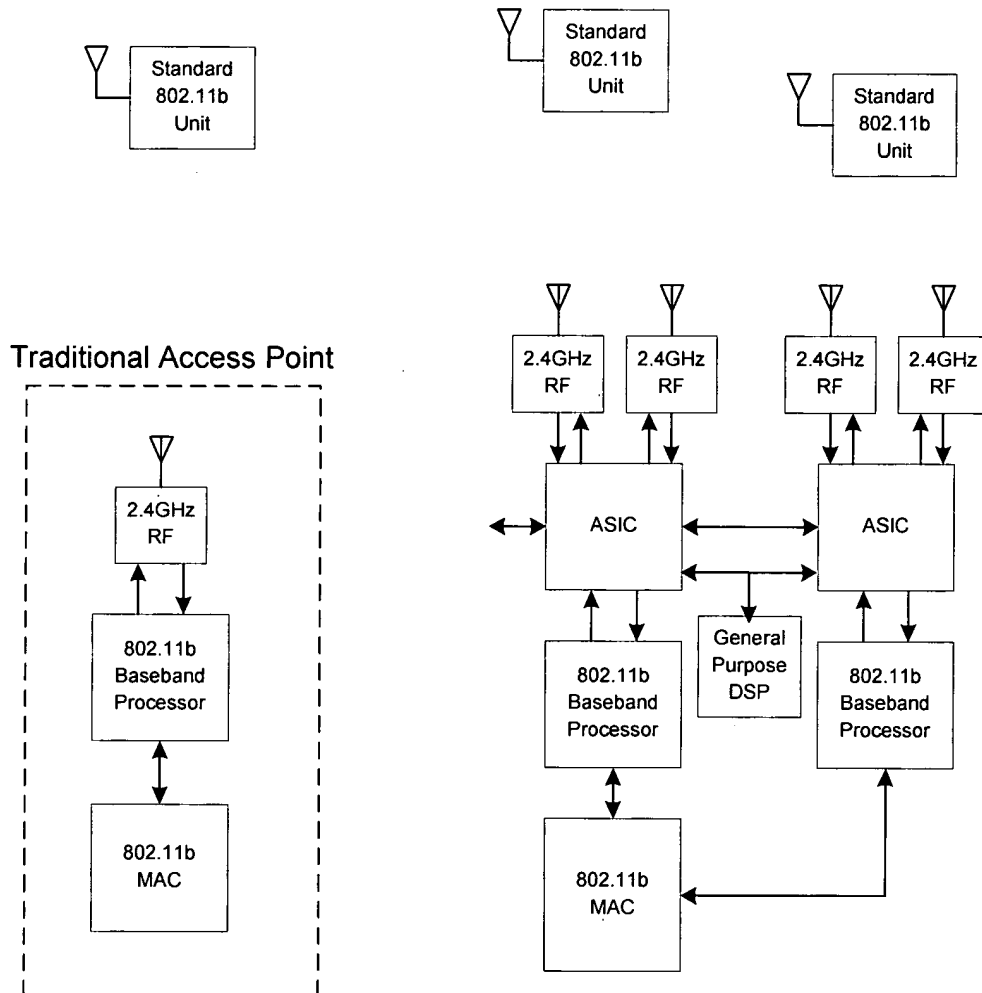 Standard
802.11b
Unit
Standard
802.11b
Unit
Standard
802.11b
Unit
Traditional Access Point
2.4GHz
RF
802.11b
Baseband
Processor
802.11b
MAC
2.4GHz
RF
2.4GHz
RF
2.4GHz
RF
2.4GHz
RF
ASIC
ASIC
802.11b
Baseband
Processor
General
Purpose
DSP
802.11b
Baseband
Processor
802.11b
MAC